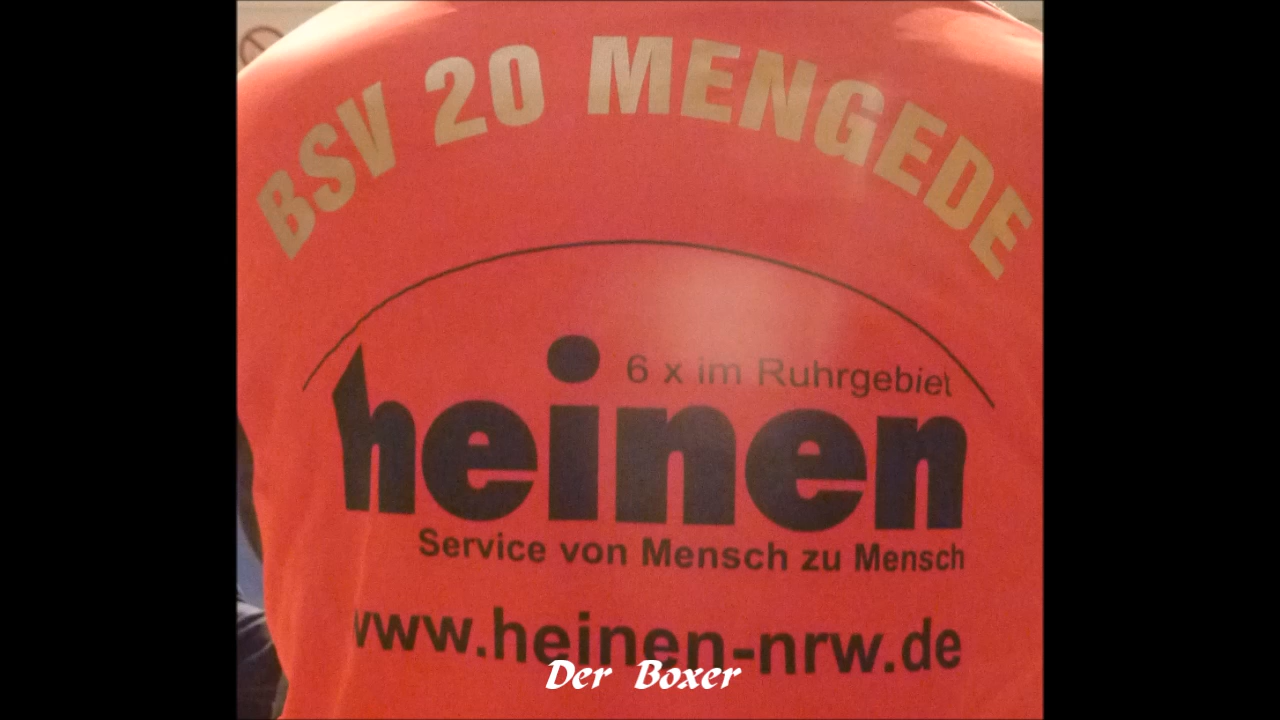 BSV 20 MENGEDE
6 x im Ruhrgebiet
heinen
Service von Mensch zu Mensch
www.heinen-nrw.de
Der Boxer